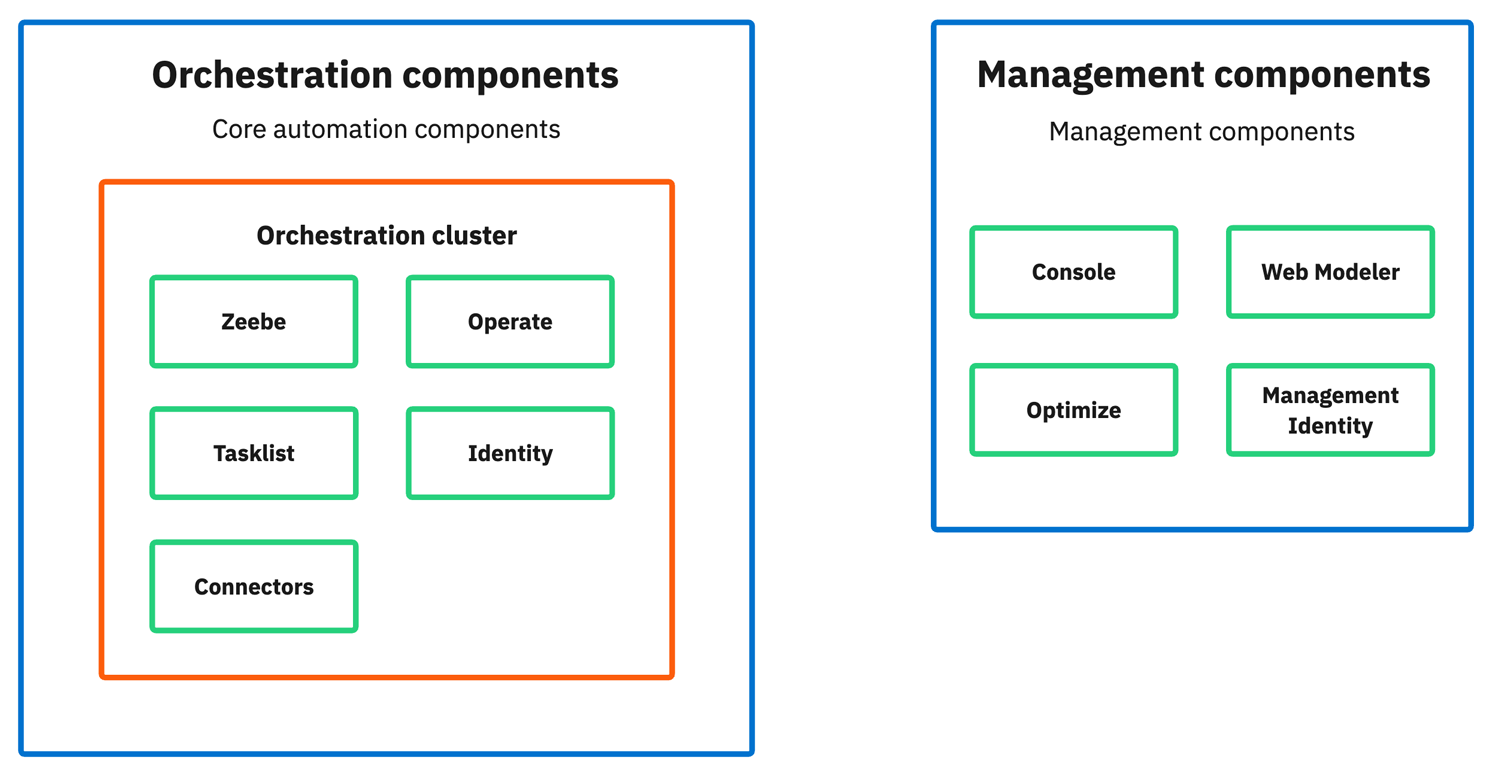 Orchestration components
Core automation components
Orchestration cluster
Zeebe
Operate
Tasklist
Identity
Connectors
Management components
Management components
Console
Web Modeler
Optimize
Management
Identity